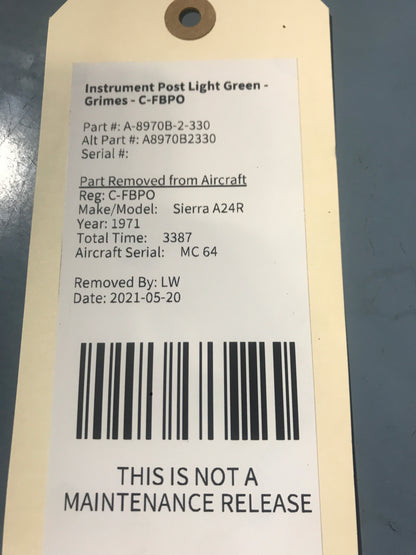 Instrument Post Light Green -
Grimes - C-FBPO
Part #: A-8970B-2-330
Alt Part #: A8970B2330
Serial #:
Part Removed from Aircraft
Reg: C-FBPO
Make/Model: Sierra A24R
Year: 1971
Total Time: 3387
Aircraft Serial: MC 64
Removed By: LW
Date: 2021-05-20
THIS IS NOT A
MAINTENANCE RELEASE